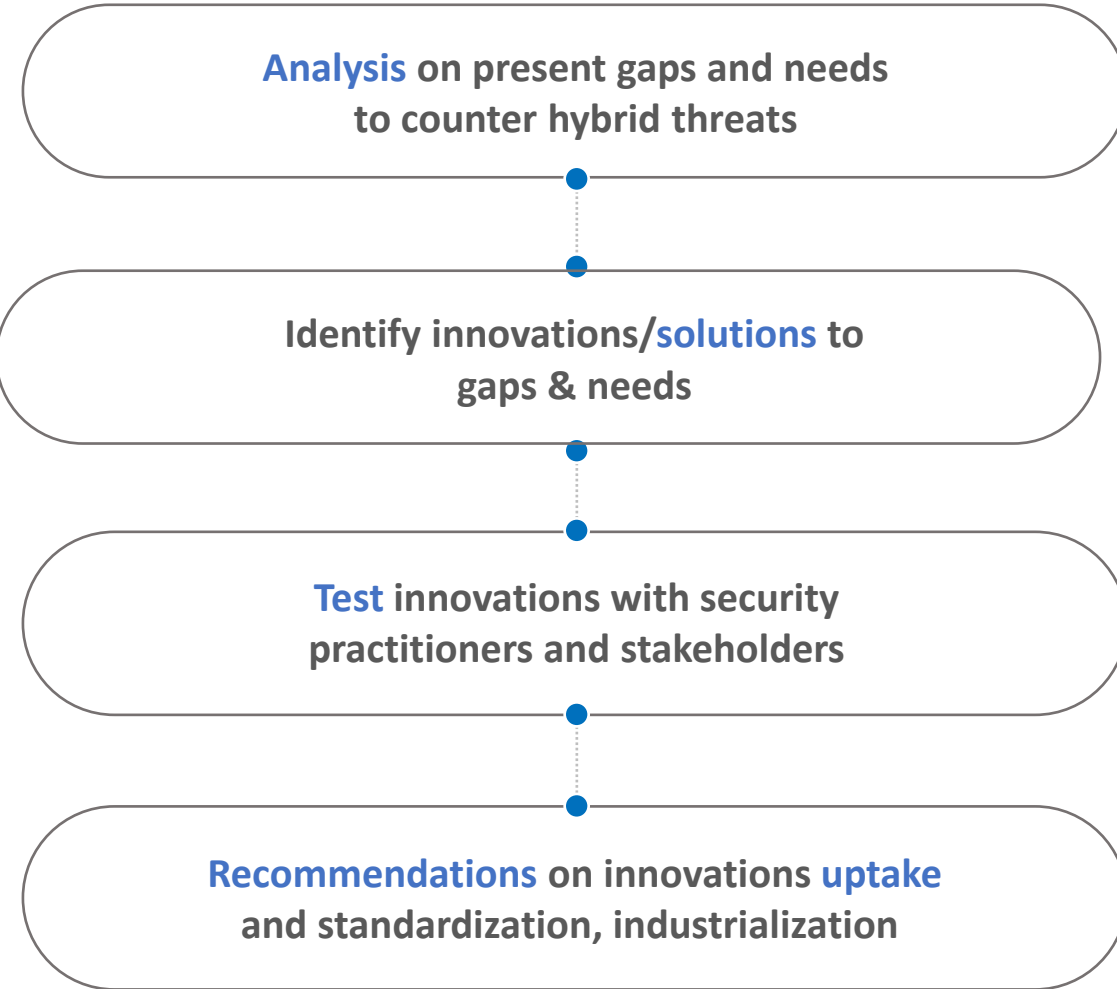 Analysis on present gaps and needs
to counter hybrid threats
Identify innovations/solutions to
gaps & needs
Test innovations with security
practitioners and stakeholders
Recommendations on innovations uptake
and standardization, industrialization